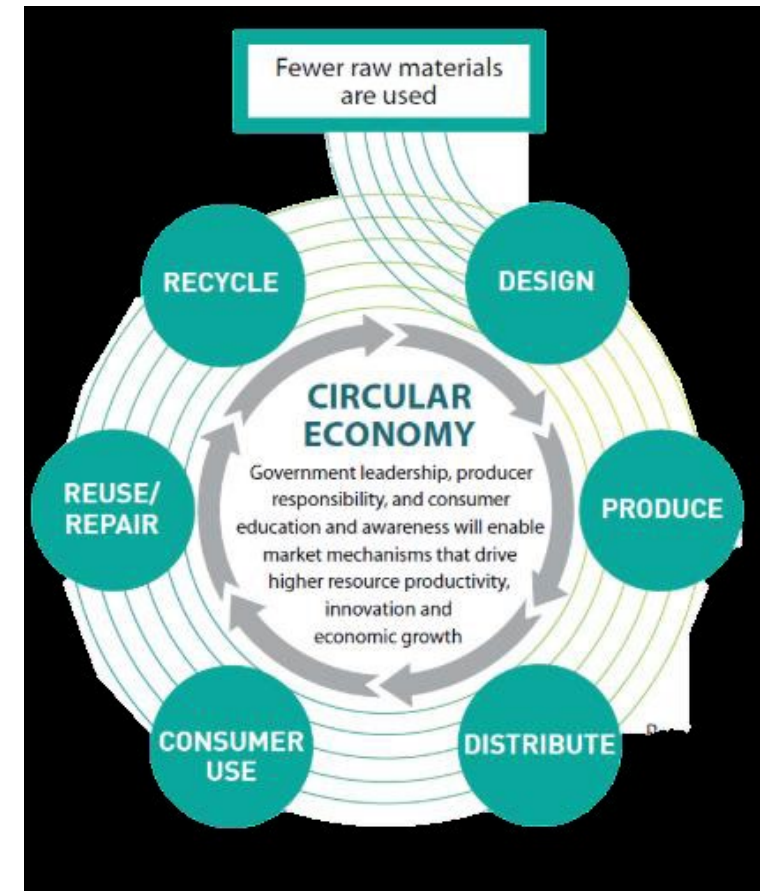 Fewer raw materials
are used
RECYCLE
DESIGN
CIRCULAR
ECONOMY
Government leadership, producer
responsibility, and consumer
education and awareness will enable
market mechanisms that drive
higher resource productivity,
innovation and
economic growth
REUSE/
REPAIR
PRODUCE
CONSUMER
USE
DISTRIBUTE